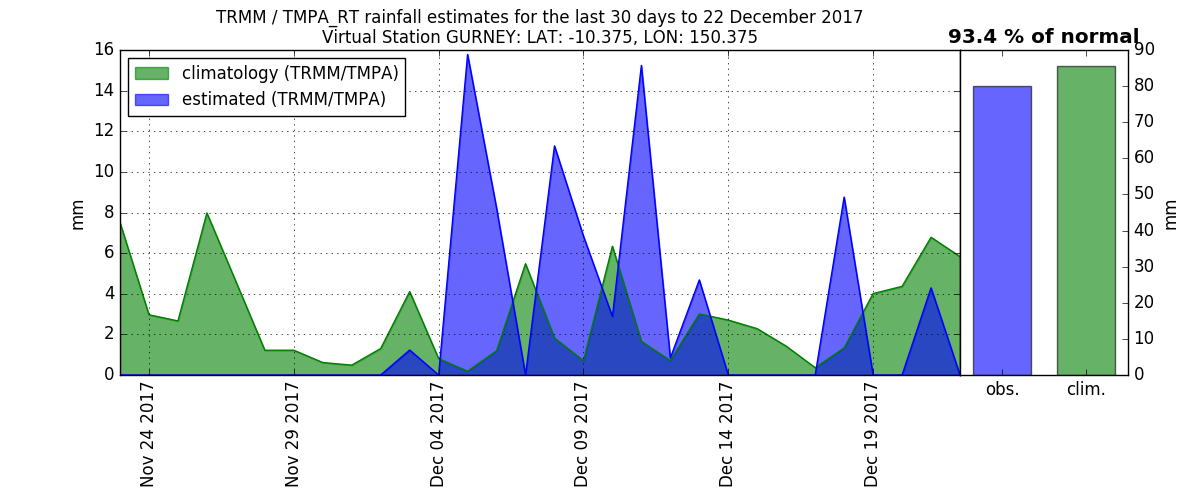 TRMM / TMPA_RT rainfall estimates for the last 30 days to 22 December 2017
Virtual Station GURNEY: LAT: -10.375, LON: 150.375
93.4 % of normal
climatology (TRMM/TMPA)
estimated (TRMM/TMPA)
16
14
12
10
8
6
4
2
0
mm
Nov 24 2017
Nov 29 2017
Dec 04 2017
Dec 09 2017
Dec 14 2017
Dec 19 2017
90
80
70
60
50
40
30
20
10
0
mm
obs.
clim.